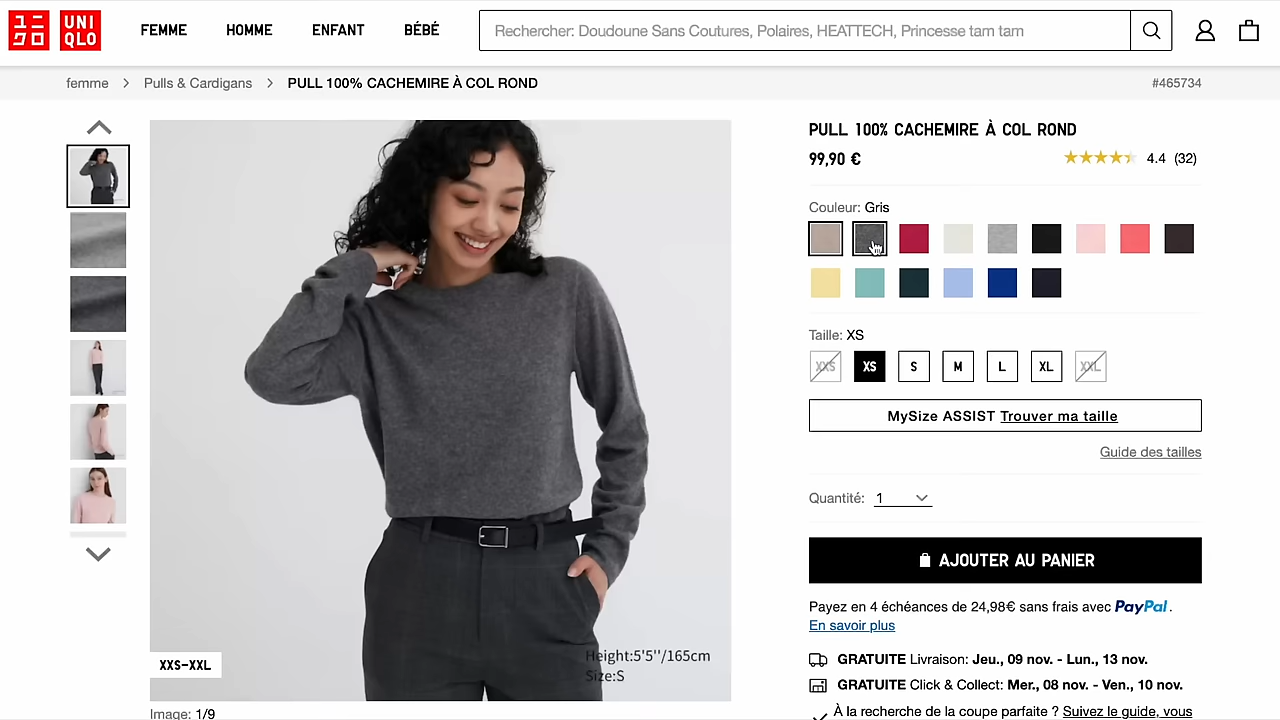 ユニ
クロ
UNI
QLO
FEMME
HOMME
ENFANT
BÉBÉ
Rechercher: Doudoune Sans Coutures, Polaires, HEATTECH, Princesse tam tam
femme > Pulls & Cardigans > PULL 100% CACHEMIRE À COL ROND
#465734
PULL 100% CACHEMIRE À COL ROND
99,90 €
4.4 (32)
Couleur: Gris
Taille: XS
XXS XS S M L XL XXL
MySize ASSIST Trouver ma taille
Guide des tailles
Quantité: 1
AJOUTER AU PANIER
Payez en 4 échéances de 24,98€ sans frais avec PayPal.
En savoir plus
GRATUITE Livraison: Jeu., 09 nov. - Lun., 13 nov.
GRATUITE Click & Collect: Mer., 08 nov. - Ven., 10 nov.
À la recherche de la coupe parfaite ? Suivez le guide, vous
Height:5'5''/165cm
Size:S
XXS-XXL
Image: 1/9